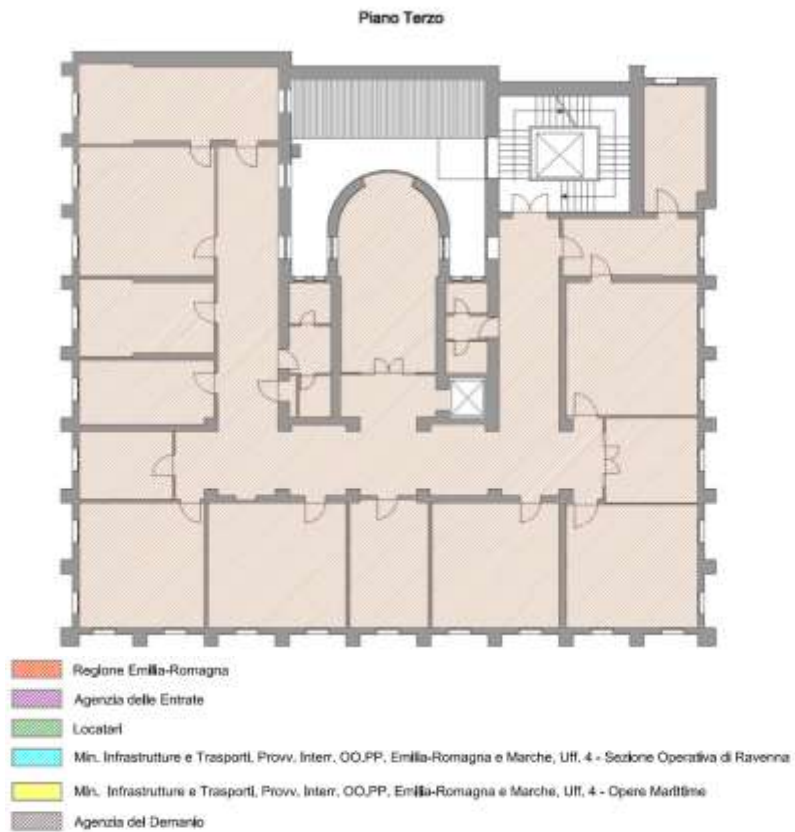 Piano Terzo
Regione Emilia-Romagna
Agenzia delle Entrate
Locatari
Min. Infrastrutture e Trasporti, Provv. Interr. OO.PP. Emilia-Romagna e Marche, Uff. 4 - Sezione Operativa di Ravenna
Min. Infrastrutture e Trasporti, Provv. Interr. OO.PP. Emilia-Romagna e Marche, Uff. 4 - Opere Marittime
Agenzia del Demanio